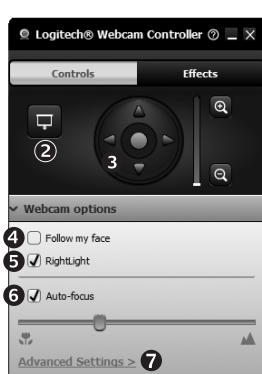 Logitech® Webcam Controller
Controls Effects
2
3
Webcam options
4 Follow my face
5 RightLight
6 Auto-focus
Advanced Settings > 7